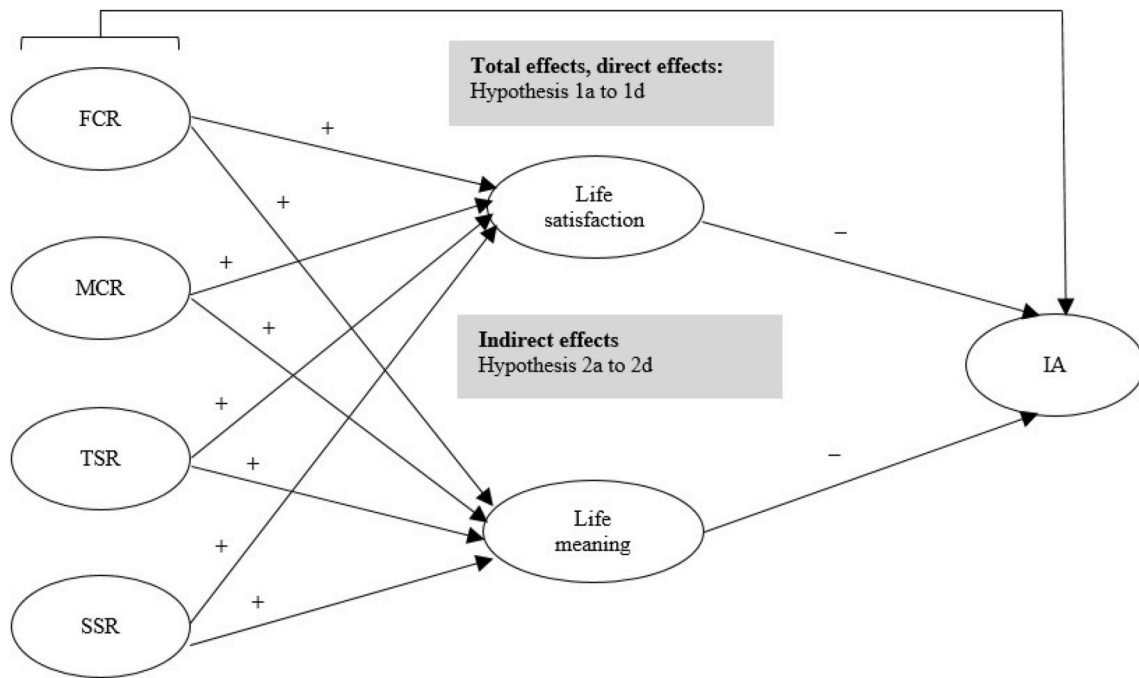 Total effects, direct effects:
Hypothesis 1a to 1d
FCR
+
+
Life
satisfaction
−
MCR
+
+
Indirect effects
Hypothesis 2a to 2d
IA
TSR
+
+
−
Life
meaning
+
+
SSR